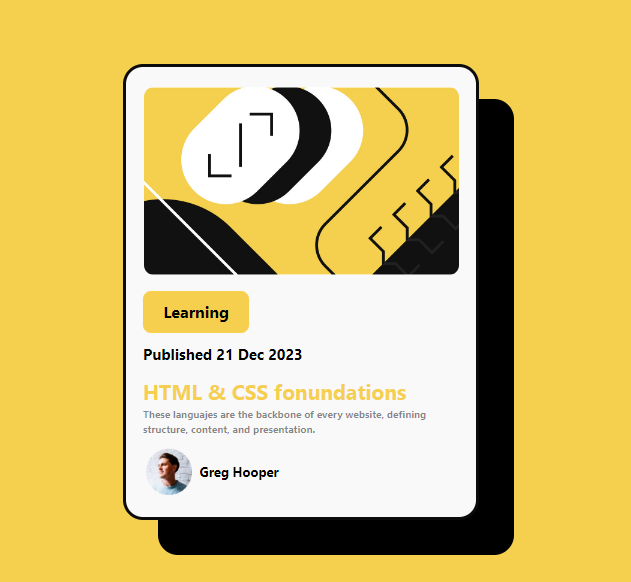 Learning
Published 21 Dec 2023
HTML & CSS fonundations
These languajes are the backbone of every website, defining
structure, content, and presentation.
Greg Hooper